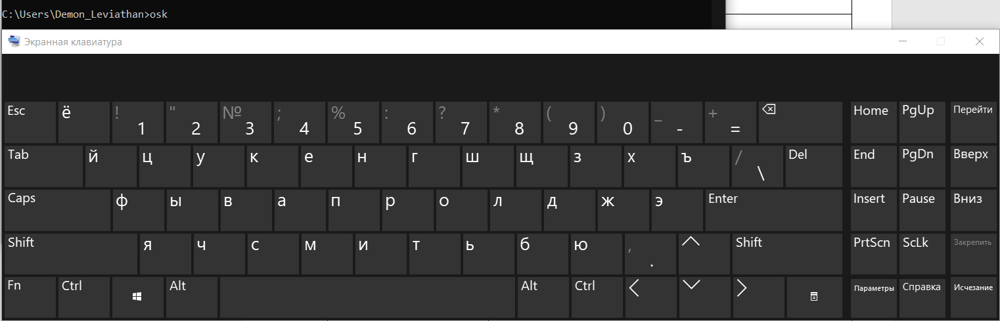 C:\Users\Demon_Leviathan>osk
Экранная клавиатура
Esc ё ! 1 " 2 № 3 ; 4 % 5 : 6 ? 7 * 8 ( 9 ) 0 _ - + = Home PgUp Перейти
Tab й ц у к е н г ш щ з х ъ / \ Del End PgDn Вверх
Caps ф ы в а п р о л д ж э Enter Insert Pause Вниз
Shift я ч с м и т ь б ю , . Shift PrtScn ScLk Закрепить
Fn Ctrl Alt Alt Ctrl Параметры Справка Исчезание